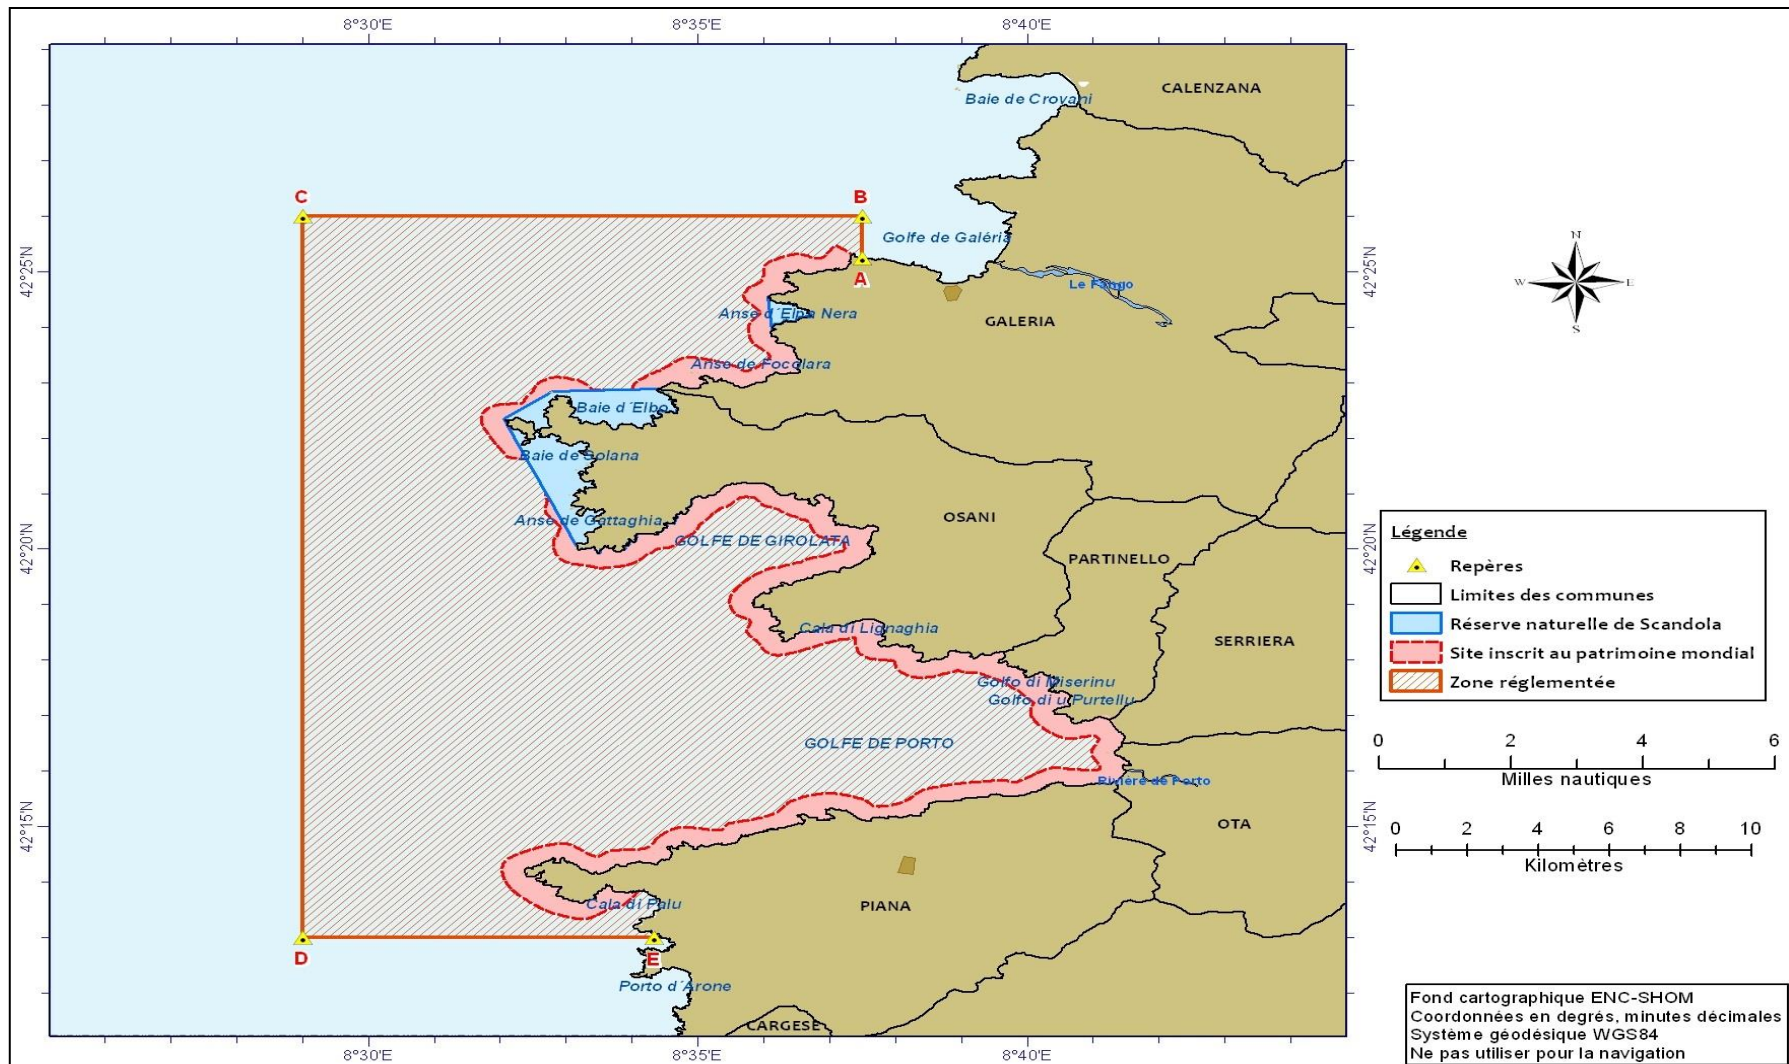 8°30'E 8°35'E 8°40'E
CALENZANA
Baie de Crovani
C B
Golfe de Galéria
N
42°25'N A 42°25'N
Le Fango
W E
Anse d'Elpa Nera
GALERIA
S
Anse de Focolara
Baie d'Elbo
Baie de Solana
Anse de Gattaghia
OSANI
GOLFE DE GIROLATA
42°20'N 42°20'N
PARTINELLO
Cala di Lignaghia
SERRIERA
Golfo di Miserinu
Golfo di u Purtellu
GOLFE DE PORTO
Rivière de Porto
42°15'N 42°15'N
OTA
Cala di Palu
PIANA
D E
Porto d'Arone
CARGESE
8°30'E 8°35'E 8°40'E
Légende
Repères
Limites des communes
Réserve naturelle de Scandola
Site inscrit au patrimoine mondial
Zone réglementée
0 2 4 6
Milles nautiques
0 2 4 6 8 10
Kilomètres
Fond cartographique ENC-SHOM
Coordonnées en degrés, minutes décimales
Système géodésique WGS84
Ne pas utiliser pour la navigation